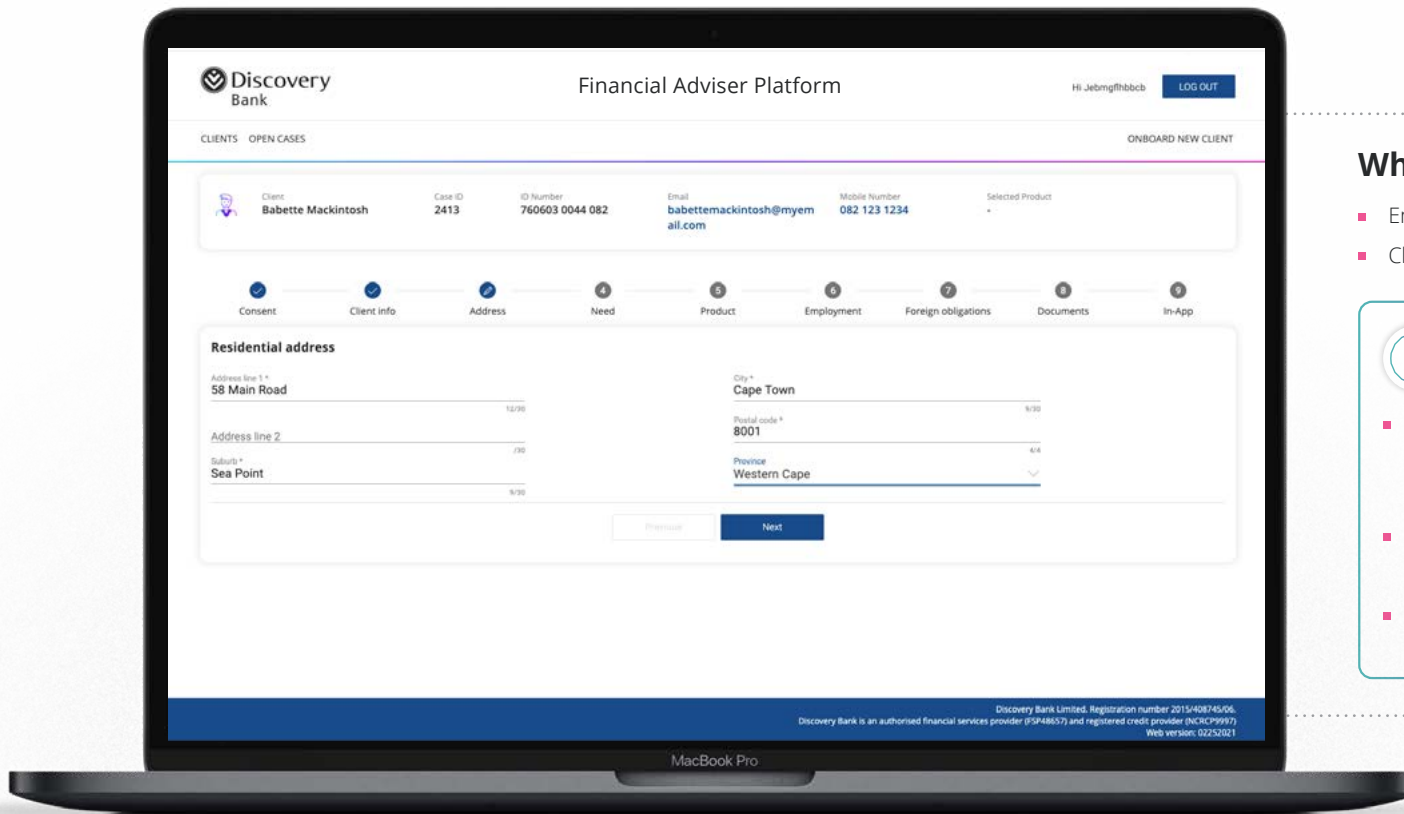 Discovery
Bank
Financial Adviser Platform
Hi Jebmgflhbbcb
LOG OUT
CLIENTS OPEN CASES
ONBOARD NEW CLIENT
Client
Babette Mackintosh
Case ID
2413
ID Number
760603 0044 082
Email
babettemackintosh@myem
ail.com
Mobile Number
082 123 1234
Selected Product
-
Consent
Client info
Address
4
Need
5
Product
6
Employment
7
Foreign obligations
8
Documents
9
In-App
Residential address
Address line 1 *
58 Main Road
12/30
Address line 2
/30
Suburb *
Sea Point
9/30
City *
Cape Town
9/30
Postal code *
8001
4/4
Province
Western Cape
Previous
Next
Discovery Bank Limited. Registration number 2015/408745/06.
Discovery Bank is an authorised financial services provider (FSP48657) and registered credit provider (NCRCP9997)
Web version: 02252021
MacBook Pro
Wh